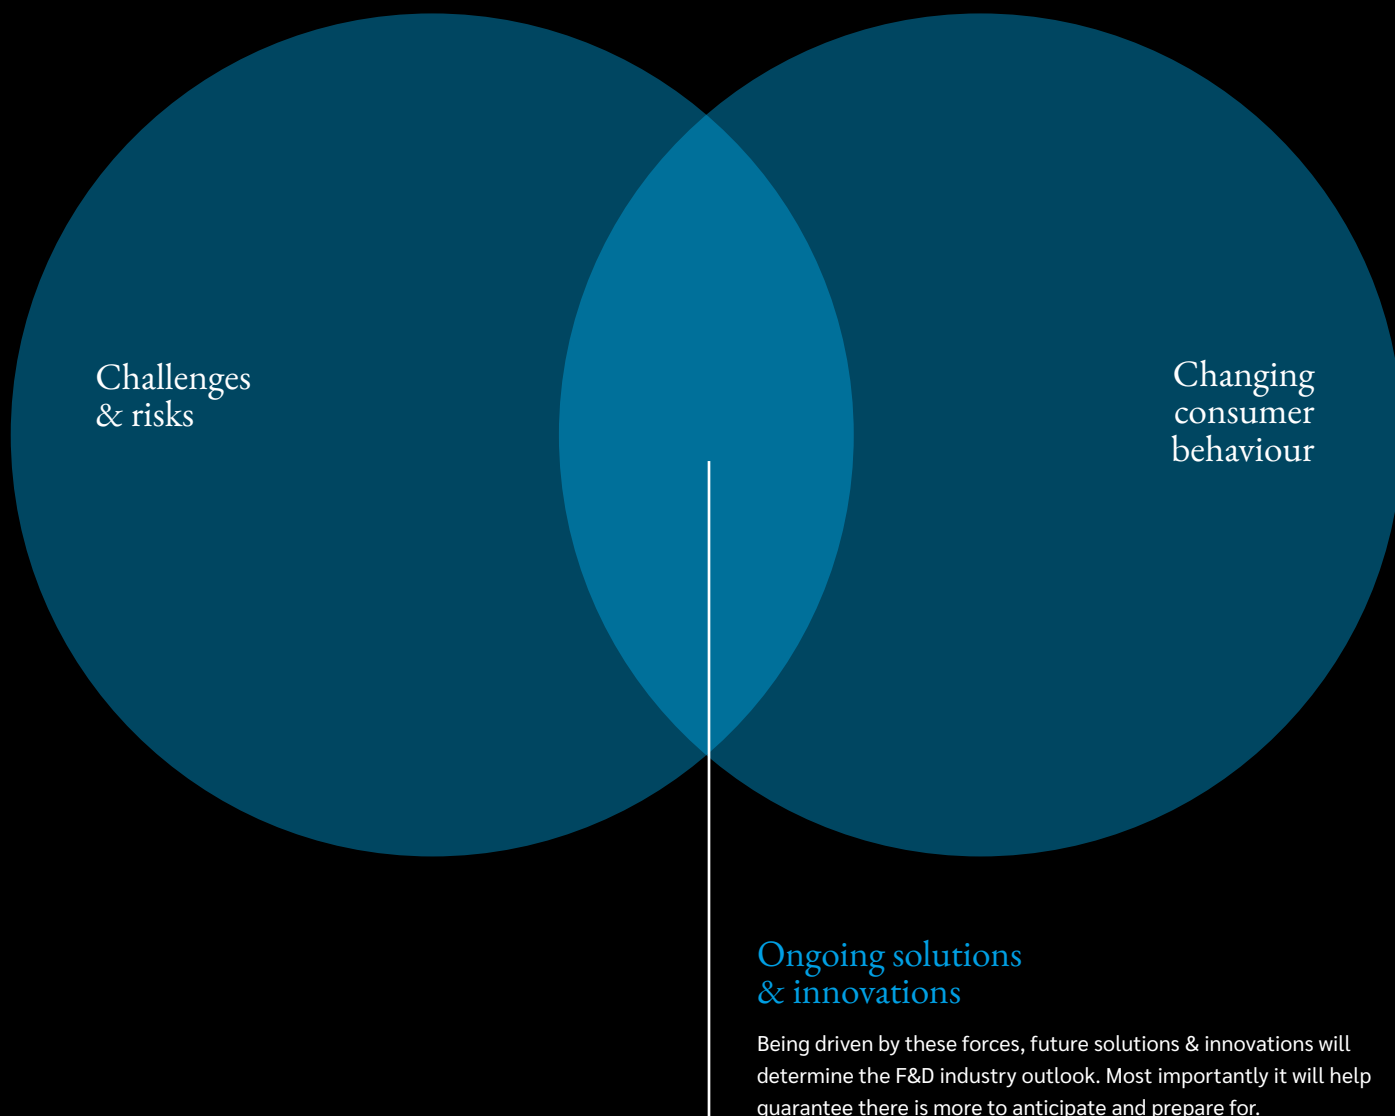 Challenges
& risks
Changing
consumer
behaviour
Ongoing solutions
& innovations
Being driven by these forces, future solutions & innovations will
determine the F&D industry outlook. Most importantly it will help
guarantee there is more to anticipate and prepare for.